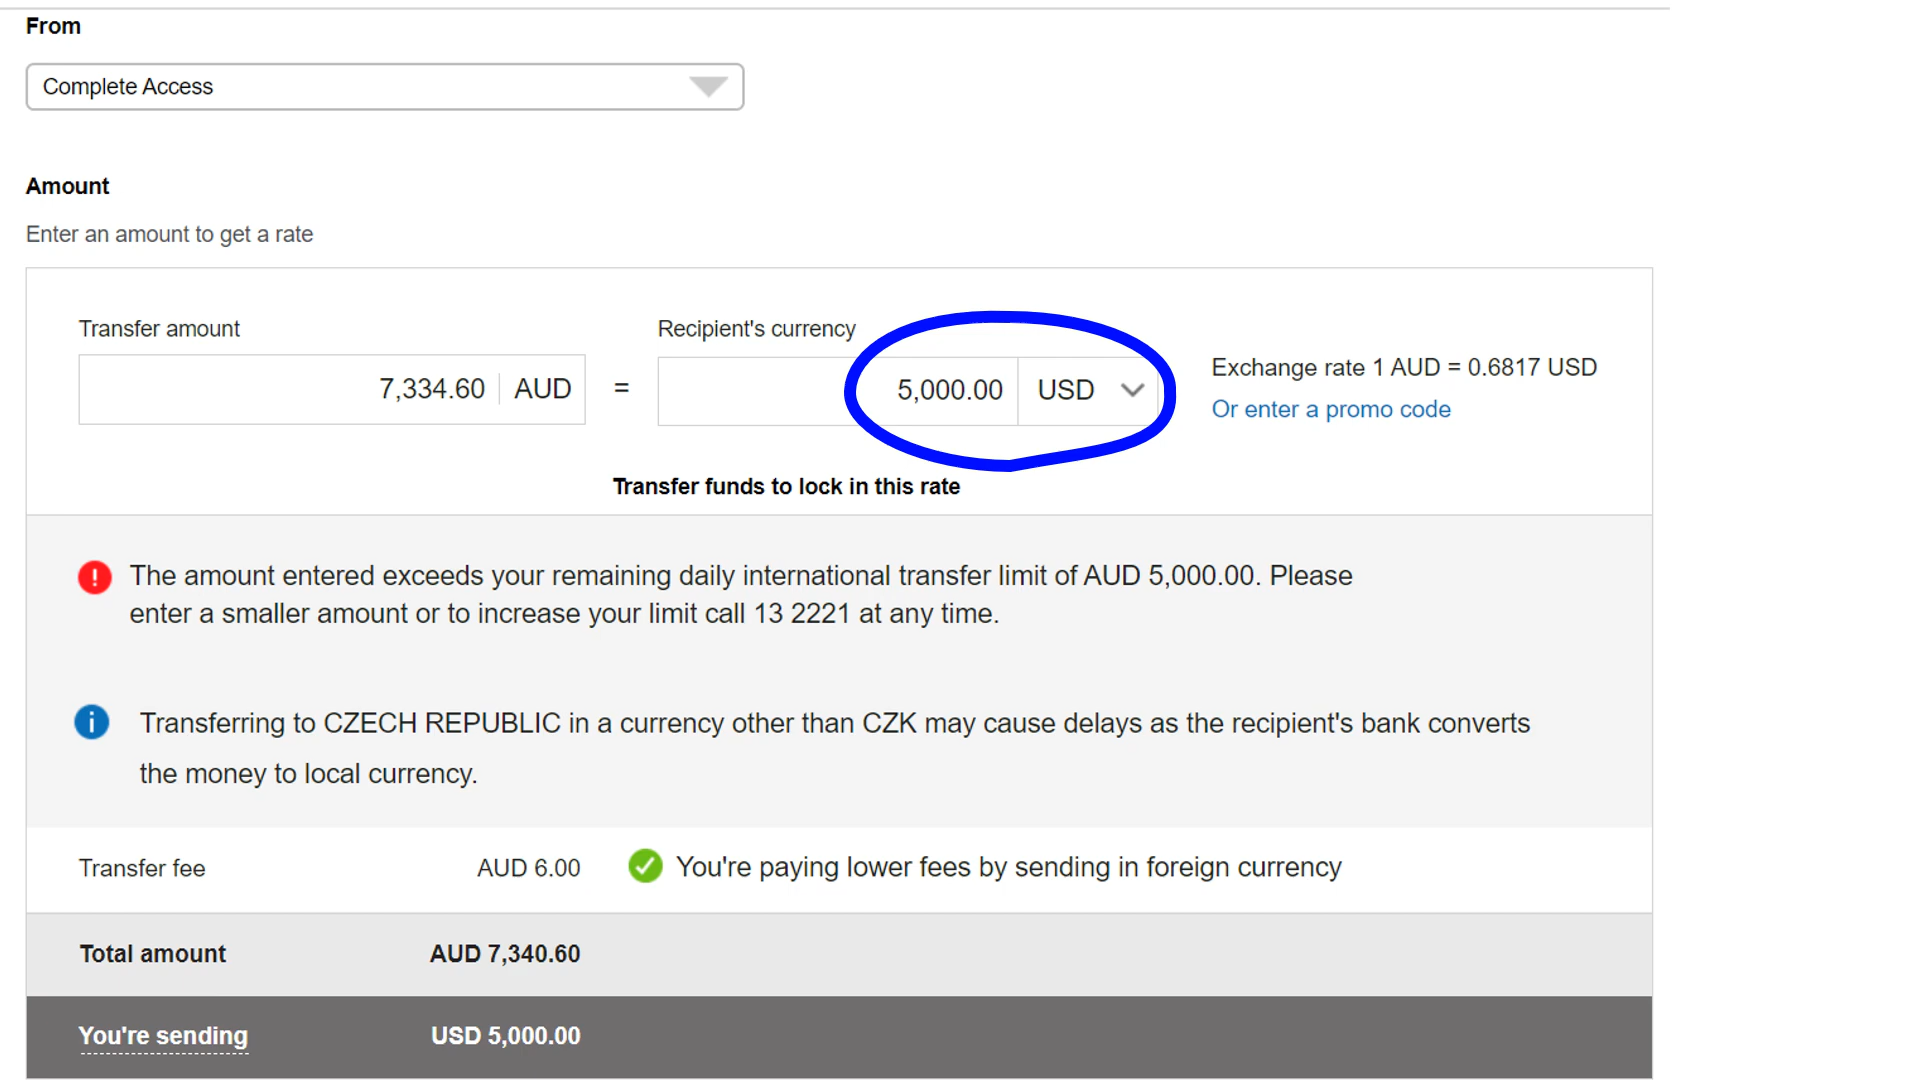 From
Complete Access
Amount
Enter an amount to get a rate
Transfer amount
Recipient's currency
7,334.60 AUD = 5,000.00 USD
Exchange rate 1 AUD = 0.6817 USD
Or enter a promo code
Transfer funds to lock in this rate
! The amount entered exceeds your remaining daily international transfer limit of AUD 5,000.00. Please
enter a smaller amount or to increase your limit call 13 2221 at any time.
i Transferring to CZECH REPUBLIC in a currency other than CZK may cause delays as the recipient's bank converts
the money to local currency.
Transfer fee AUD 6.00 You're paying lower fees by sending in foreign currency
Total amount AUD 7,340.60
You're sending USD 5,000.00